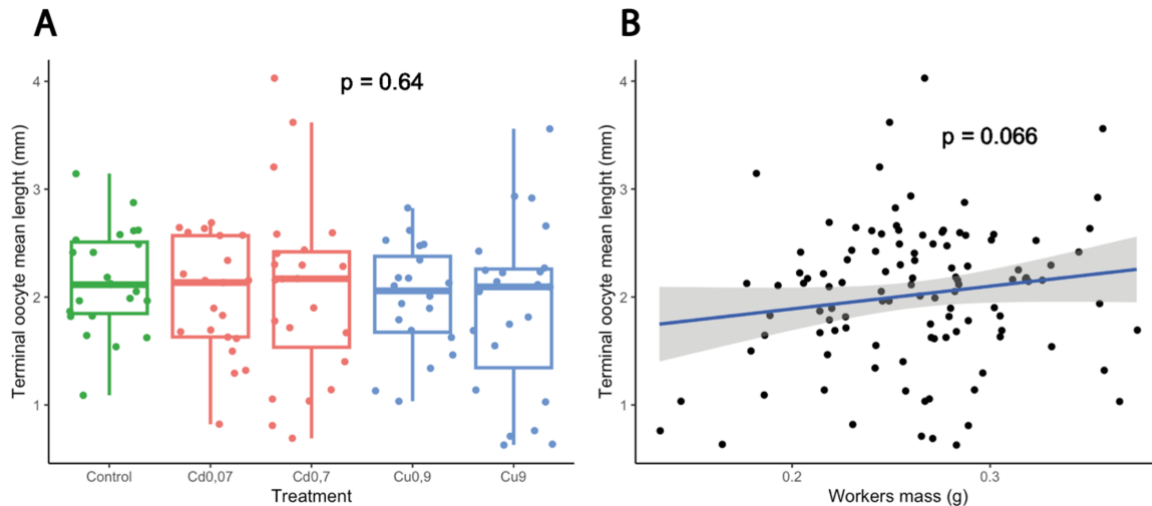 A
B
p = 0.64
p = 0.066
Terminal oocyte mean lenght (mm)
4
3
2
1
Control
Cd0,07
Cd0,7
Cu0,9
Cu9
Treatment
Terminal oocyte mean lenght (mm)
4
3
2
1
0.2
0.3
Workers mass (g)